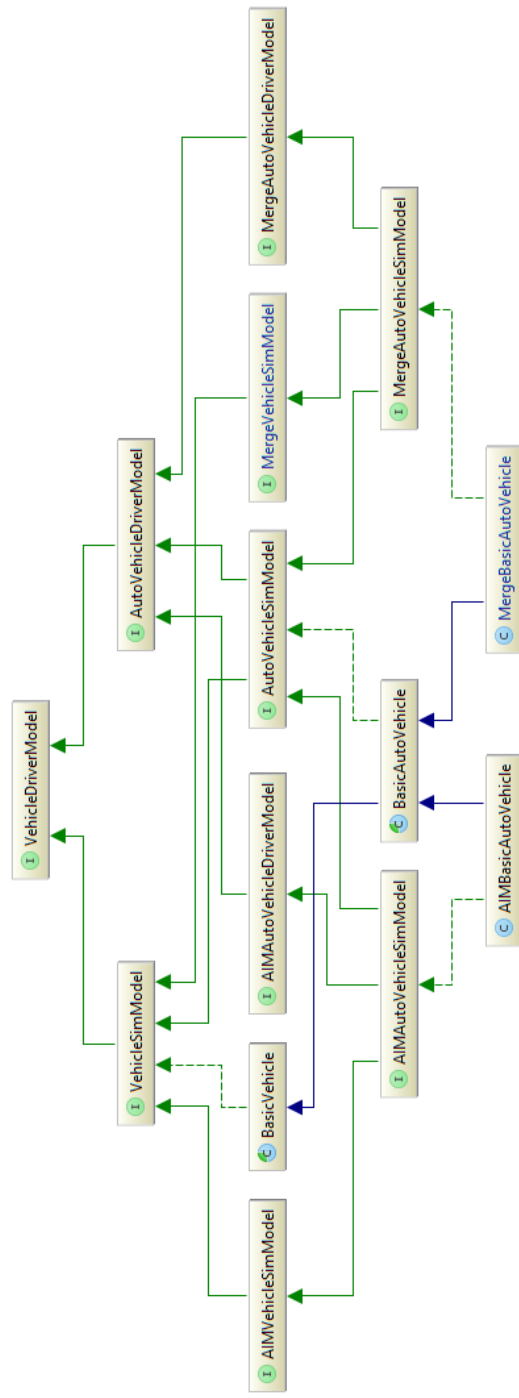 I VehicleDriverModel
I VehicleSimModel
I AutoVehicleDriverModel
I AIMVehicleSimModel
C BasicVehicle
I AIMAutoVehicleDriverModel
I AutoVehicleSimModel
I MergeVehicleSimModel
I MergeAutoVehicleDriverModel
I AIMAutoVehicleSimModel
C BasicAutoVehicle
I MergeAutoVehicleSimModel
C AIMBasicAutoVehicle
C MergeBasicAutoVehicle